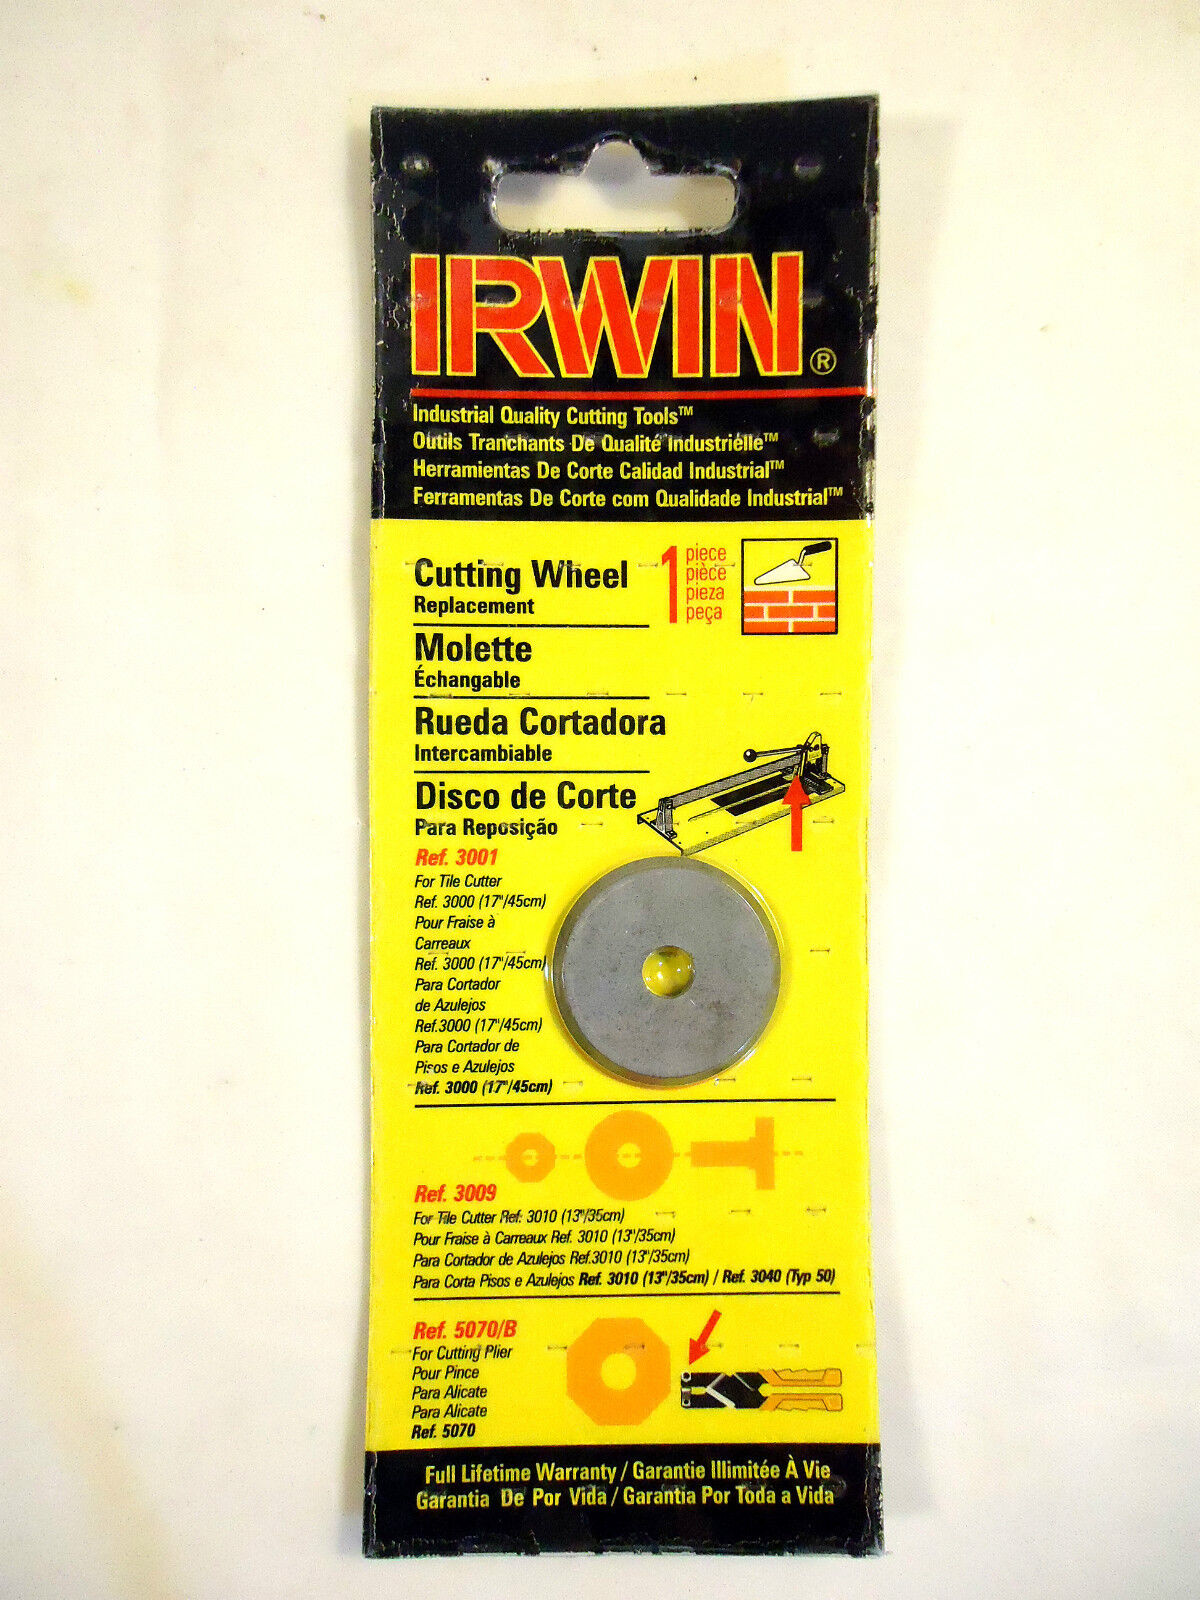 IRWIN®
Industrial Quality Cutting Tools™
Outils Tranchants De Qualité Industriélle™
Herramientas De Corte Calidad Industrial™
Ferramentas De Corte com Qualidade Industrial™
Cutting Wheel
Replacement
1 piece
pièce
pieza
peça
Molette
Échangable
Rueda Cortadora
Intercambiable
Disco de Corte
Para Reposição
Ref. 3001
For Tile Cutter
Ref. 3000 (17"/45cm)
Pour Fraise à
Carreaux
Ref. 3000 (17"/45cm)
Para Cortador
de Azulejos
Ref.3000 (17"/45cm)
Para Cortador de
Pisos e Azulejos
Ref. 3000 (17"/45cm)
Ref. 3009
For Tile Cutter Ref: 3010 (13"/35cm)
Pour Fraise à Carreaux Ref. 3010 (13"/35cm)
Para Cortador de Azulejos Ref.3010 (13"/35cm)
Para Corta Pisos e Azulejos Ref. 3010 (13"/35cm) / Ref. 3040 (Typ 50)
Ref. 5070/B
For Cutting Plier
Pour Pince
Para Alicate
Para Alicate
Ref. 5070
Full Lifetime Warranty / Garantie Illimitée À Vie
Garantia De Por Vida / Garantia Por Toda a Vida